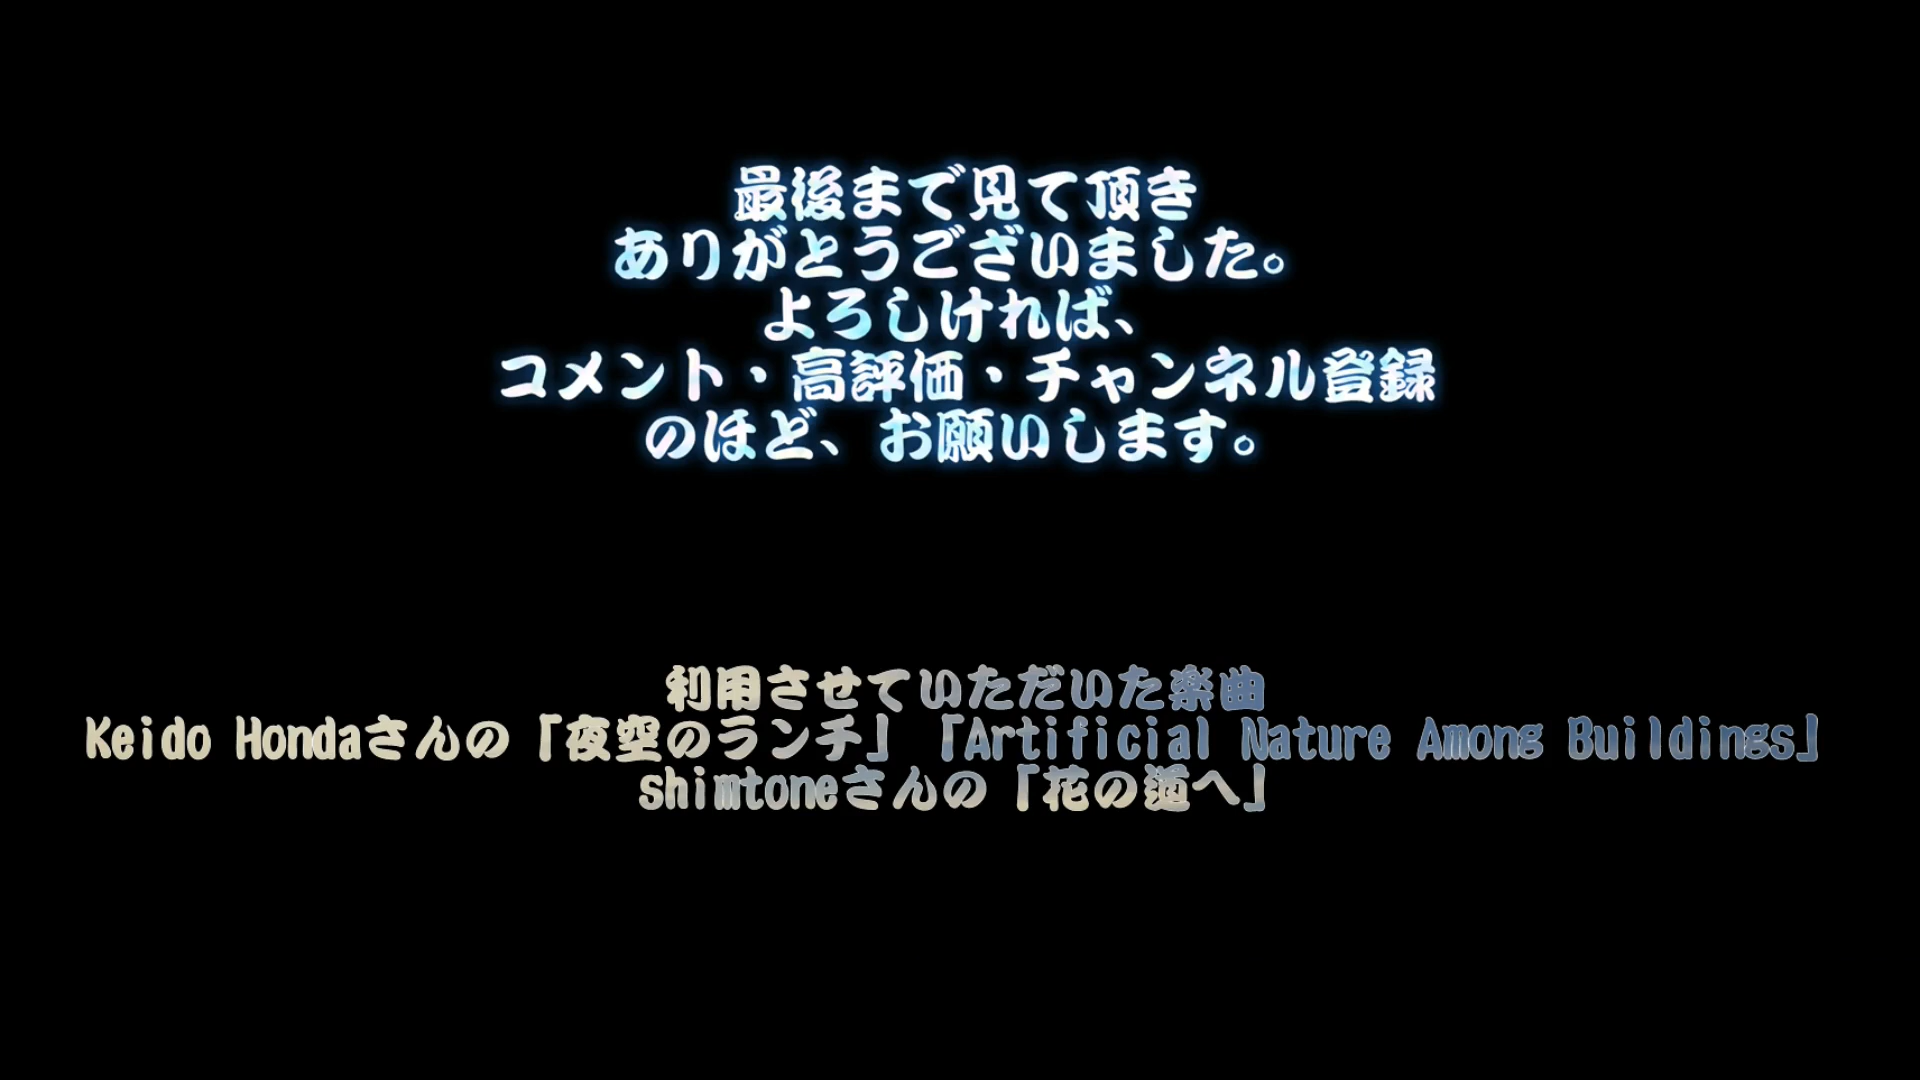 最後まで見て頂き
ありがとうございました。
よろしければ、
コメント・高評価・チャンネル登録
のほど、お願いします。
利用させていただいた楽曲
Keido Hondaさんの「夜空のランチ」「Artificial Nature Among Buildings」
shimtoneさんの「花の道へ」